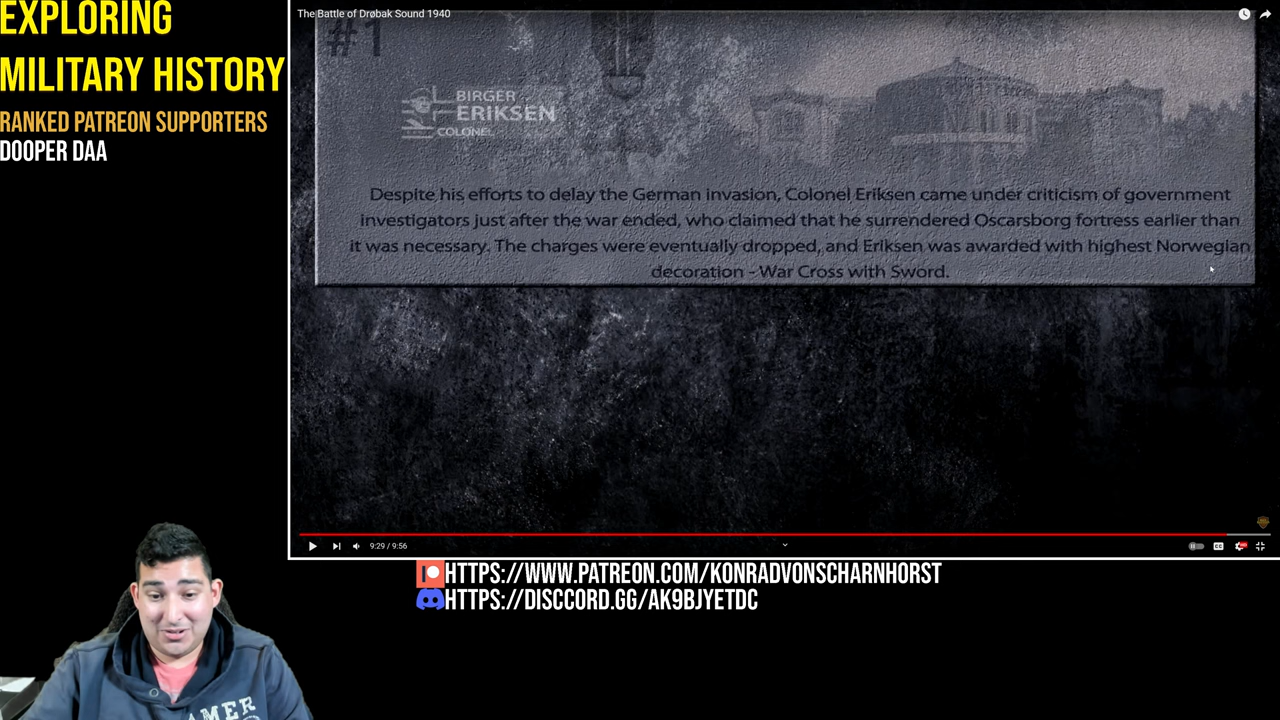 EXPLORING
MILITARY HISTORY
RANKED PATREON SUPPORTERS
DOOPER DAA
The Battle of Drøbak Sound 1940
#1
BIRGER
ERIKSEN
COLONEL
Despite his efforts to delay the German invasion, Colonel Eriksen came under criticism of government
investigators just after the war ended, who claimed that he surrendered Oscarsborg fortress earlier than
it was necessary. The charges were eventually dropped, and Eriksen was awarded with highest Norwegian
decoration - War Cross with Sword.
9:29 / 9:56
HTTPS://WWW.PATREON.COM/KONRADVONSCHARNHORST
HTTPS://DISCCORD.GG/AK9BJYETDC
AMER